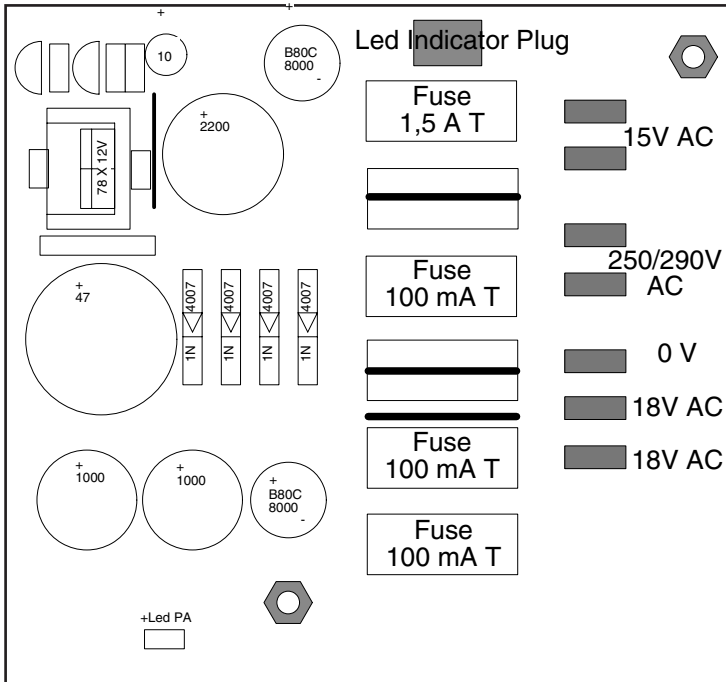 +
+
10
B80C
8000
-
Led Indicator Plug
Fuse
1,5 A T
15V AC
+
2200
78 X 12V
250/290V
AC
Fuse
100 mA T
+
47
4007
4007
4007
4007
1N
1N
1N
1N
0 V
18V AC
Fuse
100 mA T
18V AC
+
1000
+
1000
+
B80C
8000
-
Fuse
100 mA T
+Led PA